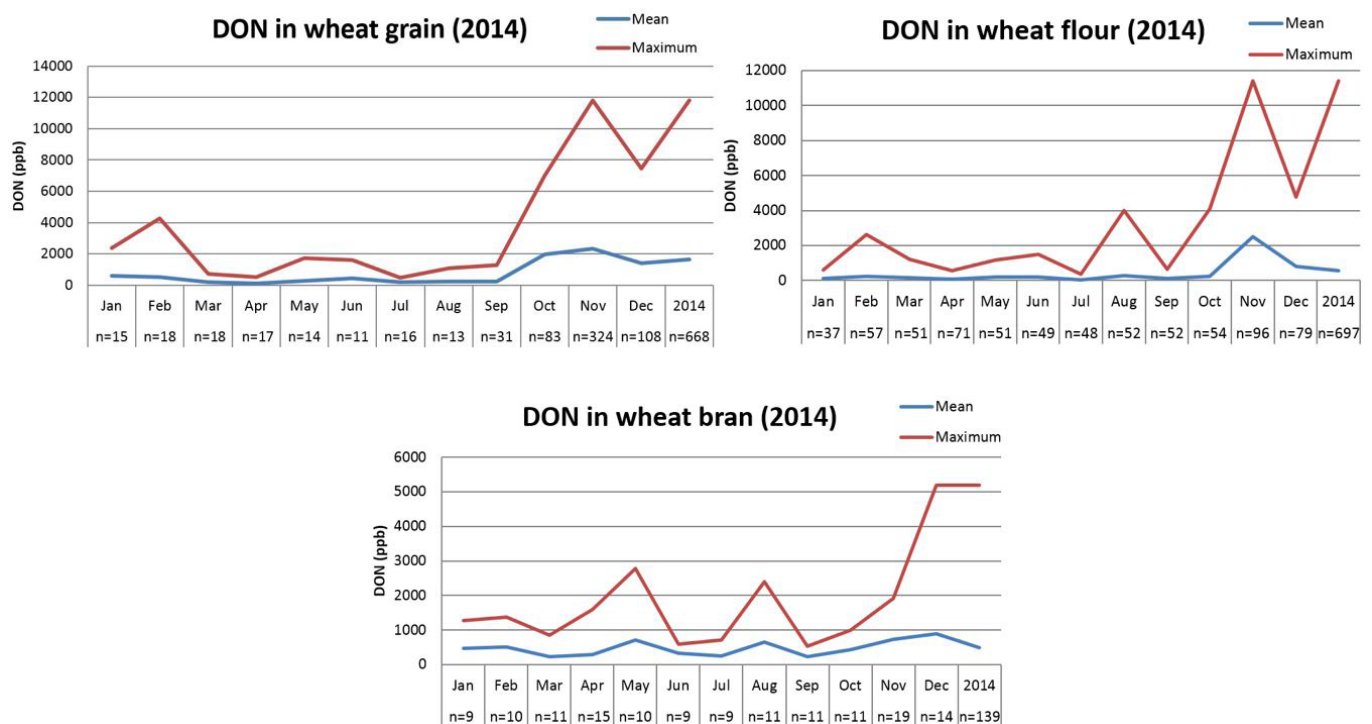 DON in wheat grain (2014)
Mean
Maximum
14000
12000
10000
8000
6000
4000
2000
0
DON (ppb)
Jan Feb Mar Apr May Jun Jul Aug Sep Oct Nov Dec 2014
n=15 n=18 n=18 n=17 n=14 n=11 n=16 n=13 n=31 n=83 n=324 n=108 n=668
DON in wheat flour (2014)
Mean
Maximum
12000
10000
8000
6000
4000
2000
0
DON (ppb)
Jan Feb Mar Apr May Jun Jul Aug Sep Oct Nov Dec 2014
n=37 n=57 n=51 n=71 n=51 n=49 n=48 n=52 n=52 n=54 n=96 n=79 n=697
DON in wheat bran (2014)
Mean
Maximum
6000
5000
4000
3000
2000
1000
0
DON (ppb)
Jan Feb Mar Apr May Jun Jul Aug Sep Oct Nov Dec 2014
n=9 n=10 n=11 n=15 n=10 n=9 n=9 n=11 n=11 n=11 n=19 n=14 n=139